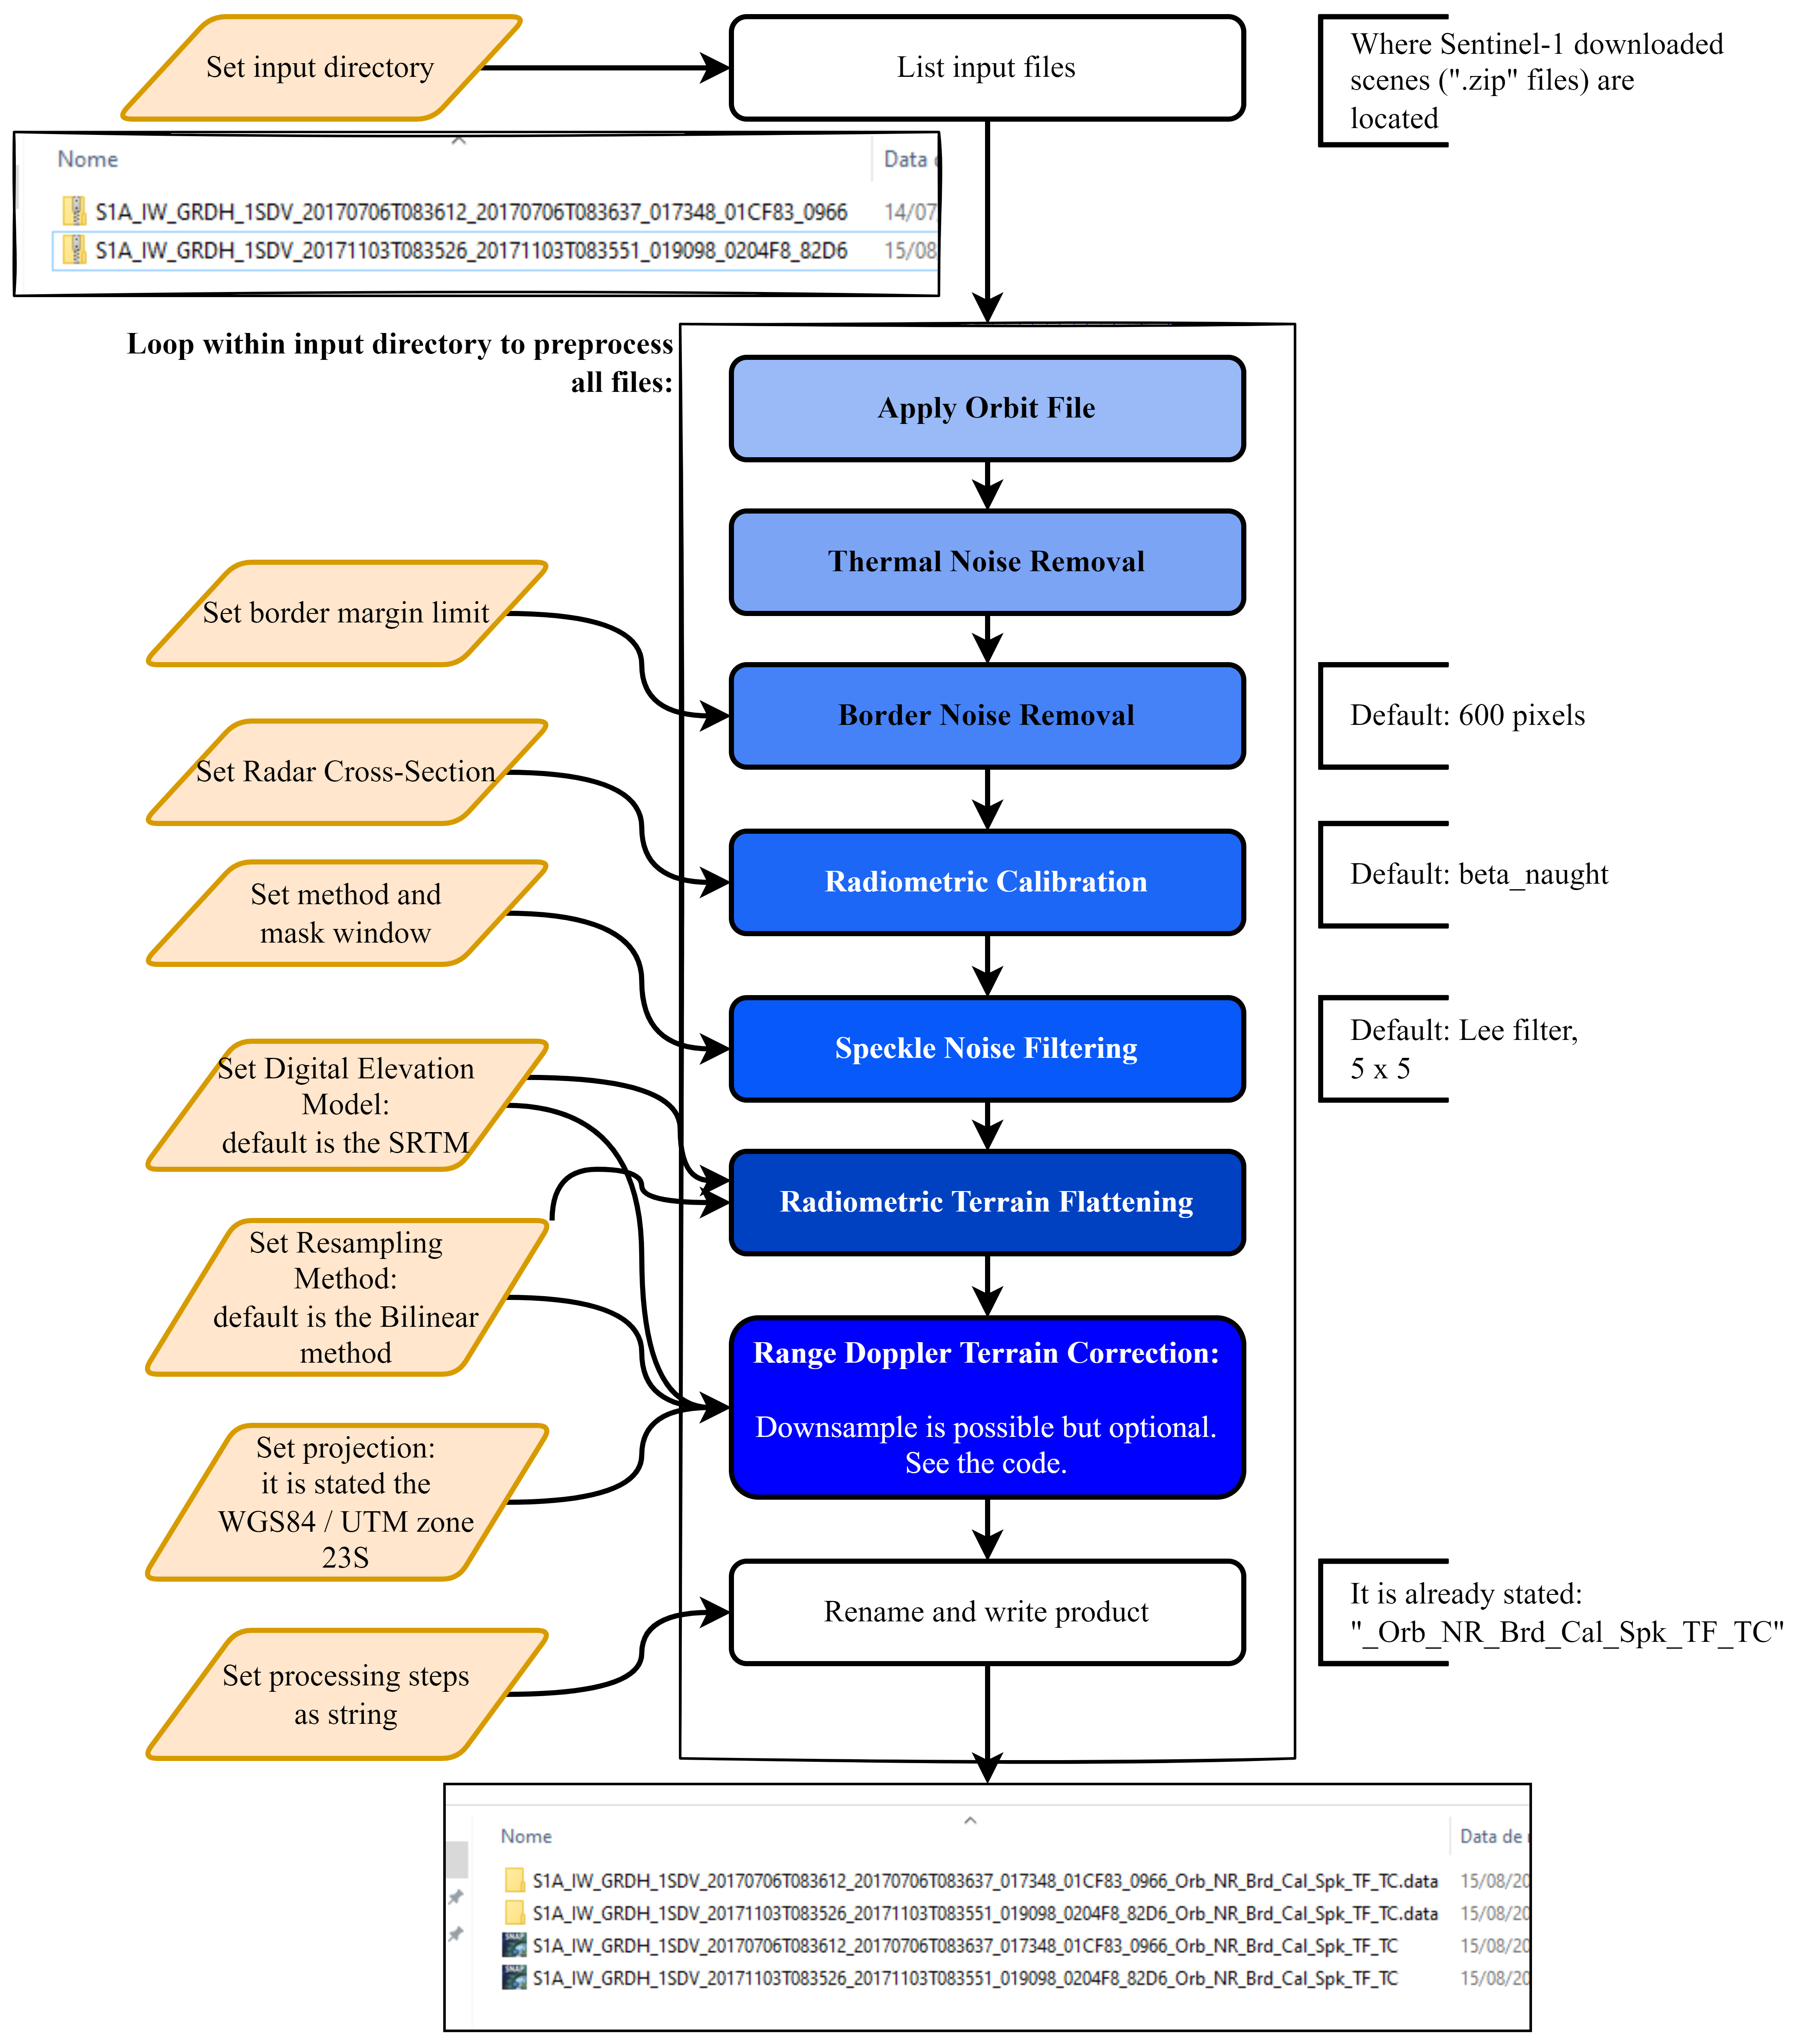 Set input directory
List input files
Where Sentinel-1 downloaded
scenes (".zip" files) are
located
Nome
Data
S1A_IW_GRDH_1SDV_20170706T083612_20170706T083637_017348_01CF83_0966
14/07
S1A_IW_GRDH_1SDV_20171103T083526_20171103T083551_019098_0204F8_82D6
15/08
Loop within input directory to preprocess
all files:
Apply Orbit File
Thermal Noise Removal
Set border margin limit
Border Noise Removal
Default: 600 pixels
Set Radar Cross-Section
Radiometric Calibration
Default: beta_naught
Set method and
mask window
Speckle Noise Filtering
Default: Lee filter,
5 x 5
Set Digital Elevation
Model:
default is the SRTM
Radiometric Terrain Flattening
Set Resampling
Method:
default is the Bilinear
method
Range Doppler Terrain Correction:
Downsample is possible but optional.
See the code.
Set projection:
it is stated the
WGS84 / UTM zone
23S
Rename and write product
It is already stated:
"_Orb_NR_Brd_Cal_Spk_TF_TC"
Set processing steps
as string
Nome
Data de
S1A_IW_GRDH_1SDV_20170706T083612_20170706T083637_017348_01CF83_0966_Orb_NR_Brd_Cal_Spk_TF_TC.data
15/08/20
S1A_IW_GRDH_1SDV_20171103T083526_20171103T083551_019098_0204F8_82D6_Orb_NR_Brd_Cal_Spk_TF_TC.data
15/08/20
SNAP
S1A_IW_GRDH_1SDV_20170706T083612_20170706T083637_017348_01CF83_0966_Orb_NR_Brd_Cal_Spk_TF_TC
15/08/20
SNAP
S1A_IW_GRDH_1SDV_20171103T083526_20171103T083551_019098_0204F8_82D6_Orb_NR_Brd_Cal_Spk_TF_TC
15/08/20